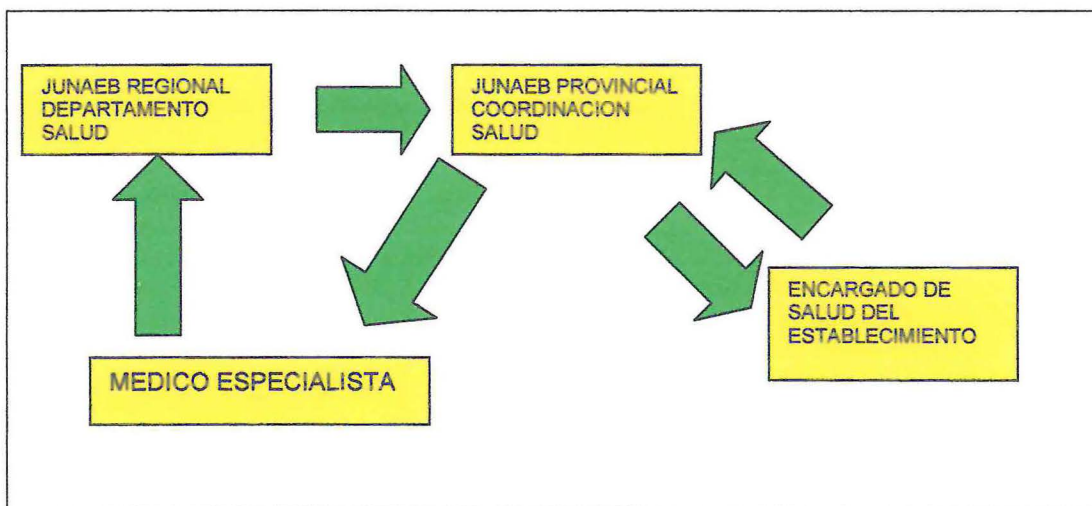 JUNAEB REGIONAL
DEPARTAMENTO
SALUD
JUNAEB PROVINCIAL
COORDINACION
SALUD
ENCARGADO DE
SALUD DEL
ESTABLECIMIENTO
MEDICO ESPECIALISTA